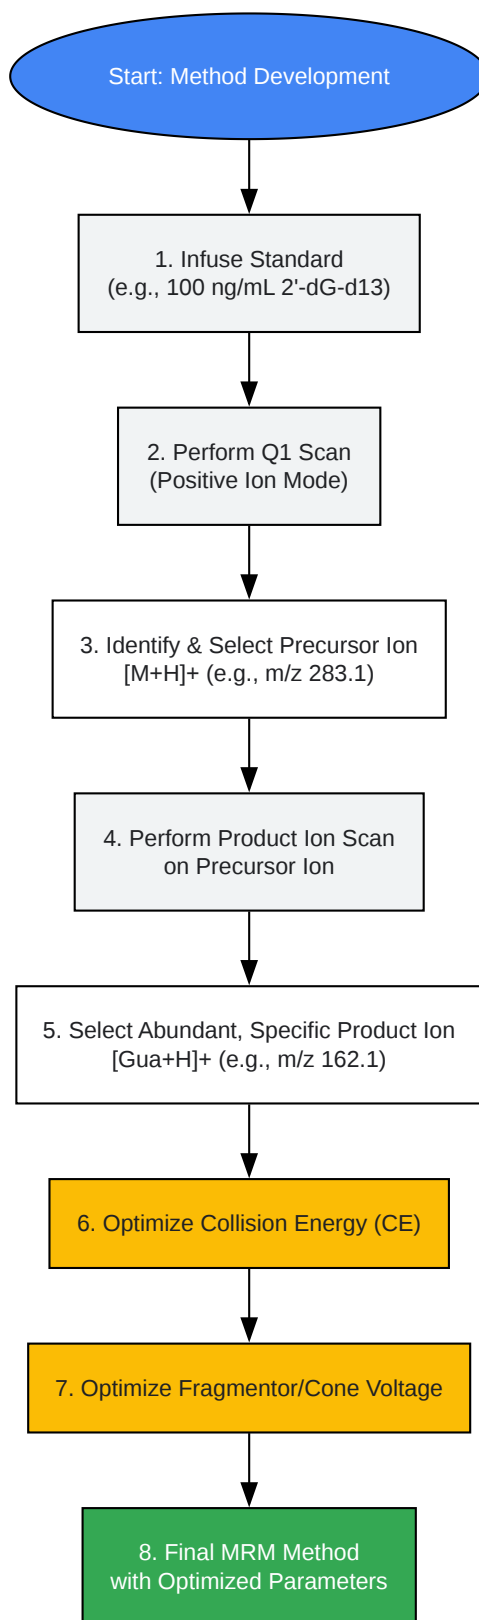 Start: Method Development
1. Infuse Standard
(e.g., 100 ng/mL 2'-dG-d13)
2. Perform Q1 Scan
(Positive Ion Mode)
3. Identify & Select Precursor Ion
[M+H]+ (e.g., m/z 283.1)
4. Perform Product Ion Scan
on Precursor Ion
5. Select Abundant, Specific Product Ion
[Gua+H]+ (e.g., m/z 162.1)
6. Optimize Collision Energy (CE)
7. Optimize Fragmentor/Cone Voltage
8. Final MRM Method
with Optimized Parameters